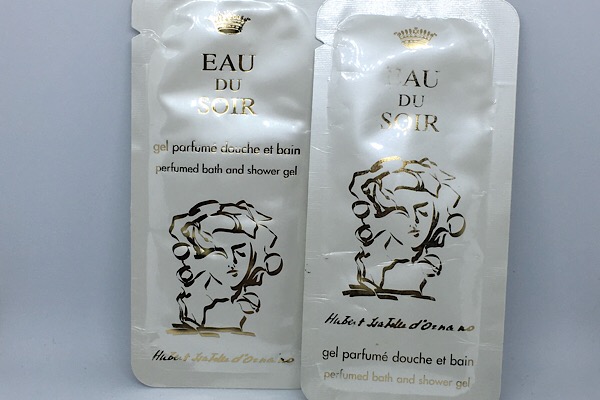 EAU
DU
SOIR
gel parfumé douche et bain
perfumed bath and shower gel
Hubert Isabelle d'Ornano
EAU
DU
SOIR
Hubert Isabelle d'Ornano
gel parfumé douche et bain
perfumed bath and shower gel